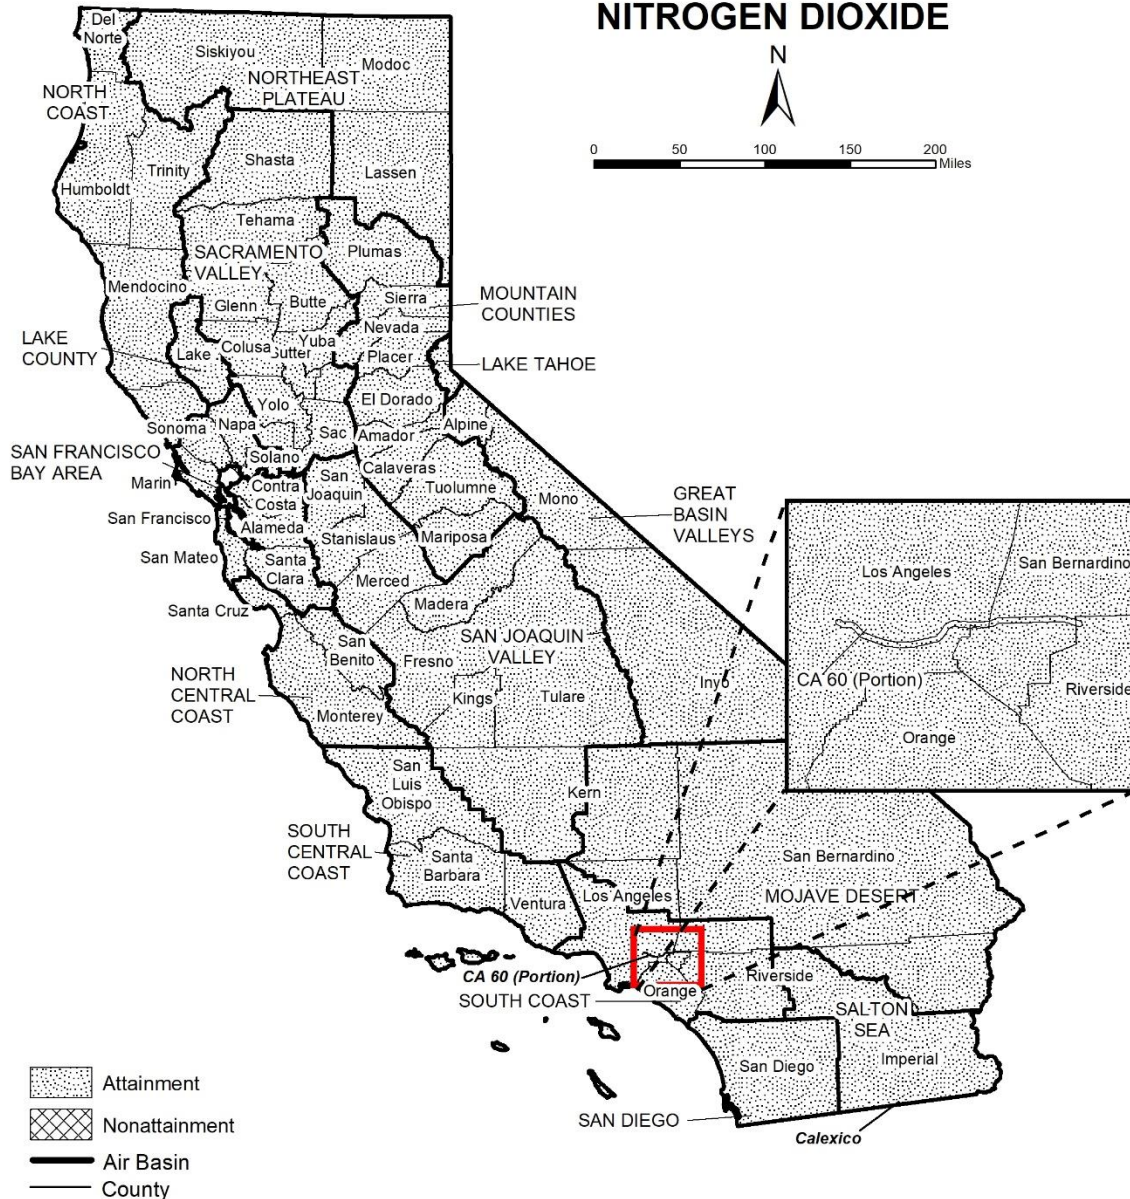 NITROGEN DIOXIDE
N
0 50 100 150 200
Miles
Del
Norte
Siskiyou
Modoc
NORTHEAST
PLATEAU
NORTH
COAST
Shasta
Trinity
Lassen
Humboldt
Tehama
SACRAMENTO
VALLEY
Plumas
Mendocino
Glenn
Butte
Sierra
MOUNTAIN
COUNTIES
Nevada
LAKE
COUNTY
Lake
Colusa
Yuba
utter
Placer
LAKE TAHOE
El Dorado
Yolo
Sonoma
Napa
Sac
Amador
Alpine
SAN FRANCISCO
BAY AREA
Solano
Calaveras
Marin
Contra
Costa
San
Joaquin
Tuolumne
Mono
GREAT
BASIN
VALLEYS
San Francisco
Alameda
Stanislaus
Mariposa
San Mateo
Santa
Clara
Merced
Santa Cruz
Madera
San
Benito
SAN JOAQUIN
VALLEY
Fresno
NORTH
CENTRAL
COAST
Kings
Tulare
Inyo
Monterey
Los Angeles
San Bernardino
CA 60 (Portion)
Riverside
Orange
San
Luis
Obispo
Kern
SOUTH
CENTRAL
COAST
Santa
Barbara
San Bernardino
Ventura
Los Angeles
MOJAVE DESERT
CA 60 (Portion)
Riverside
SOUTH COAST
Orange
SALTON
SEA
San Diego
Imperial
SAN DIEGO
Calexico
Attainment
Nonattainment
Air Basin
County